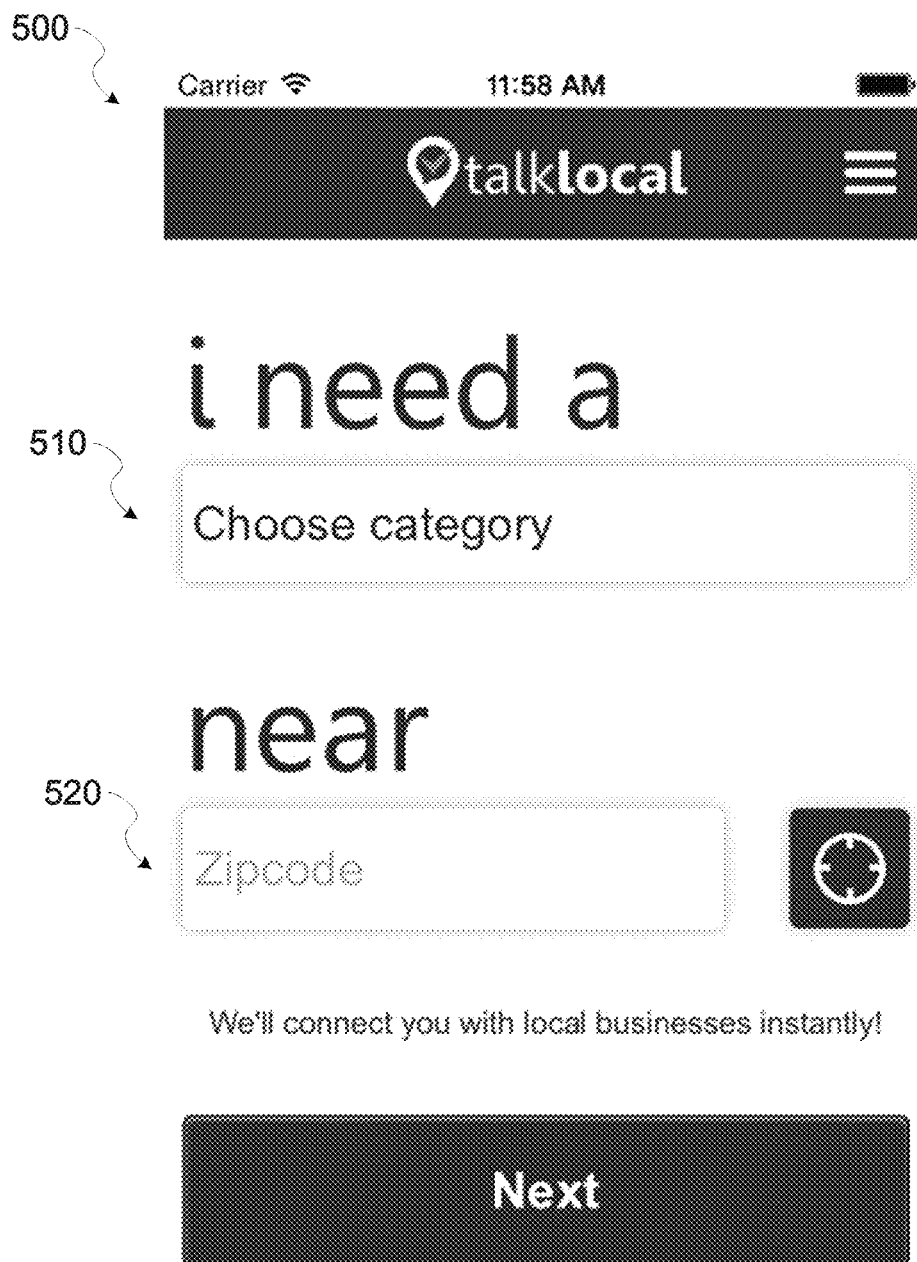 500
Carrier 11:58 AM
talklocal
i need a
510
Choose category
near
520
Zipcode
We'll connect you with local businesses instantly!
Next